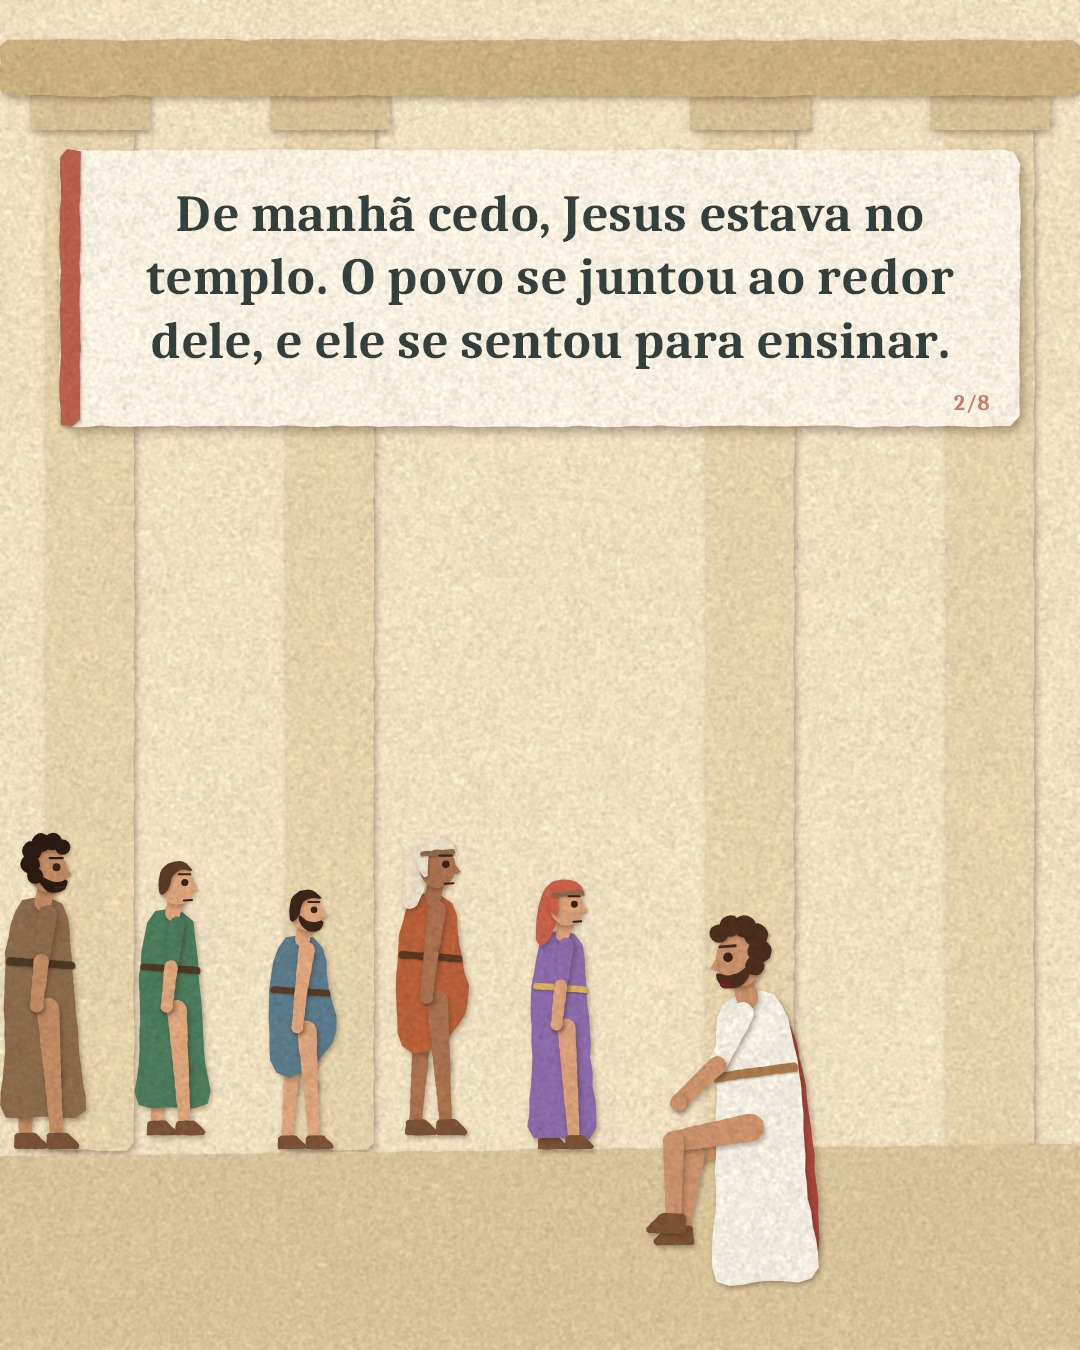 De manhã cedo, Jesus estava no
templo. O povo se juntou ao redor
dele, e ele se sentou para ensinar.
2/8